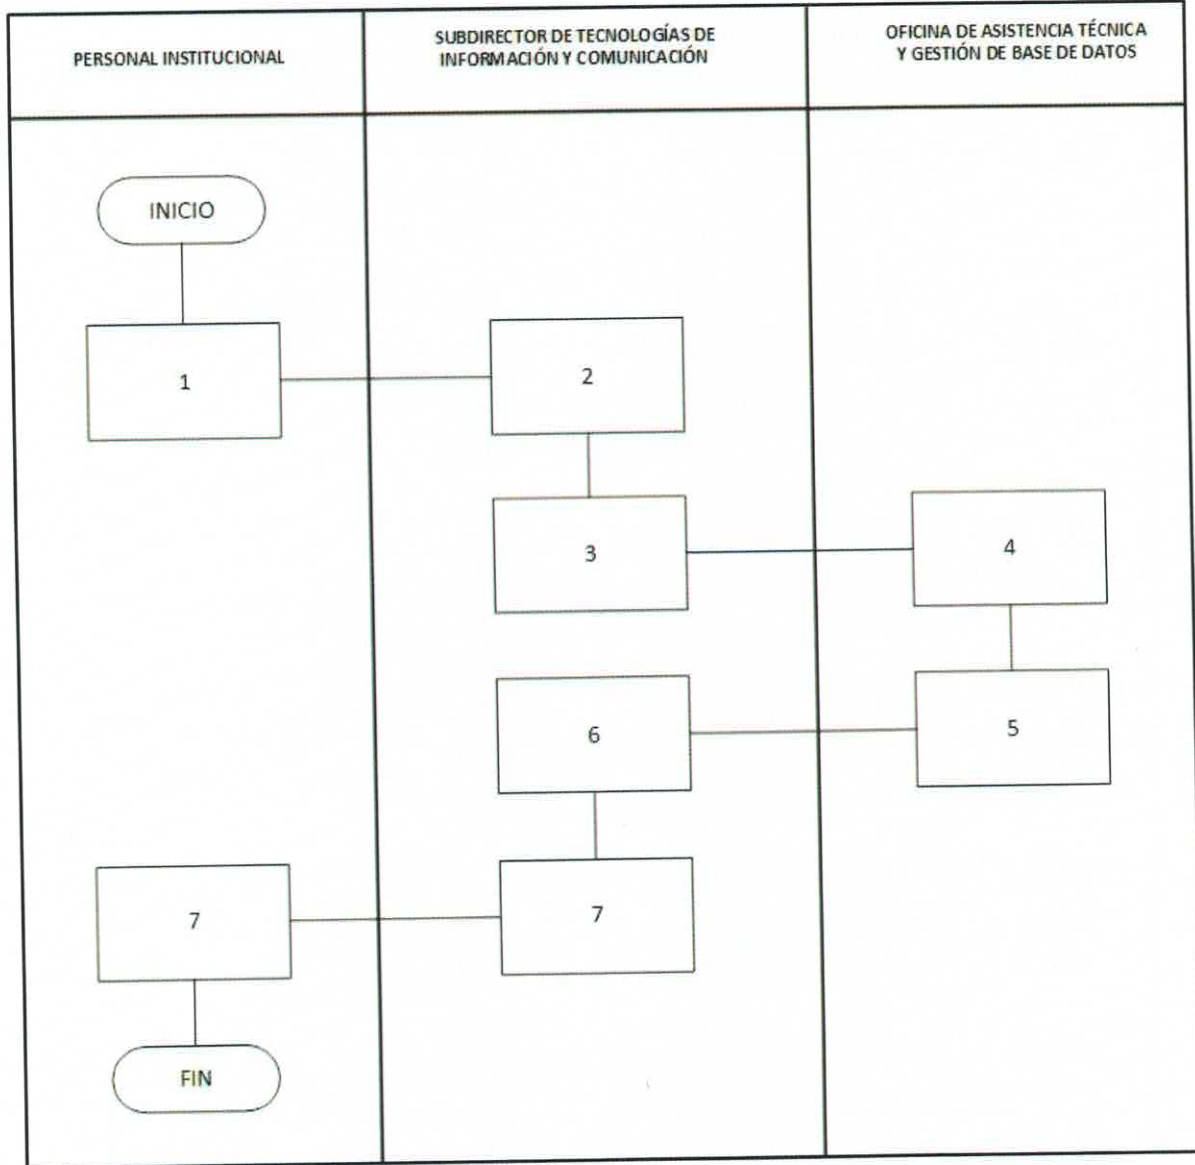 PERSONAL INSTITUCIONAL
SUBDIRECTOR DE TECNOLOGÍAS DE
INFORMACIÓN Y COMUNICACIÓN
OFICINA DE ASISTENCIA TÉCNICA
Y GESTIÓN DE BASE DE DATOS
INICIO
1
2
3
4
6
5
7
7
FIN